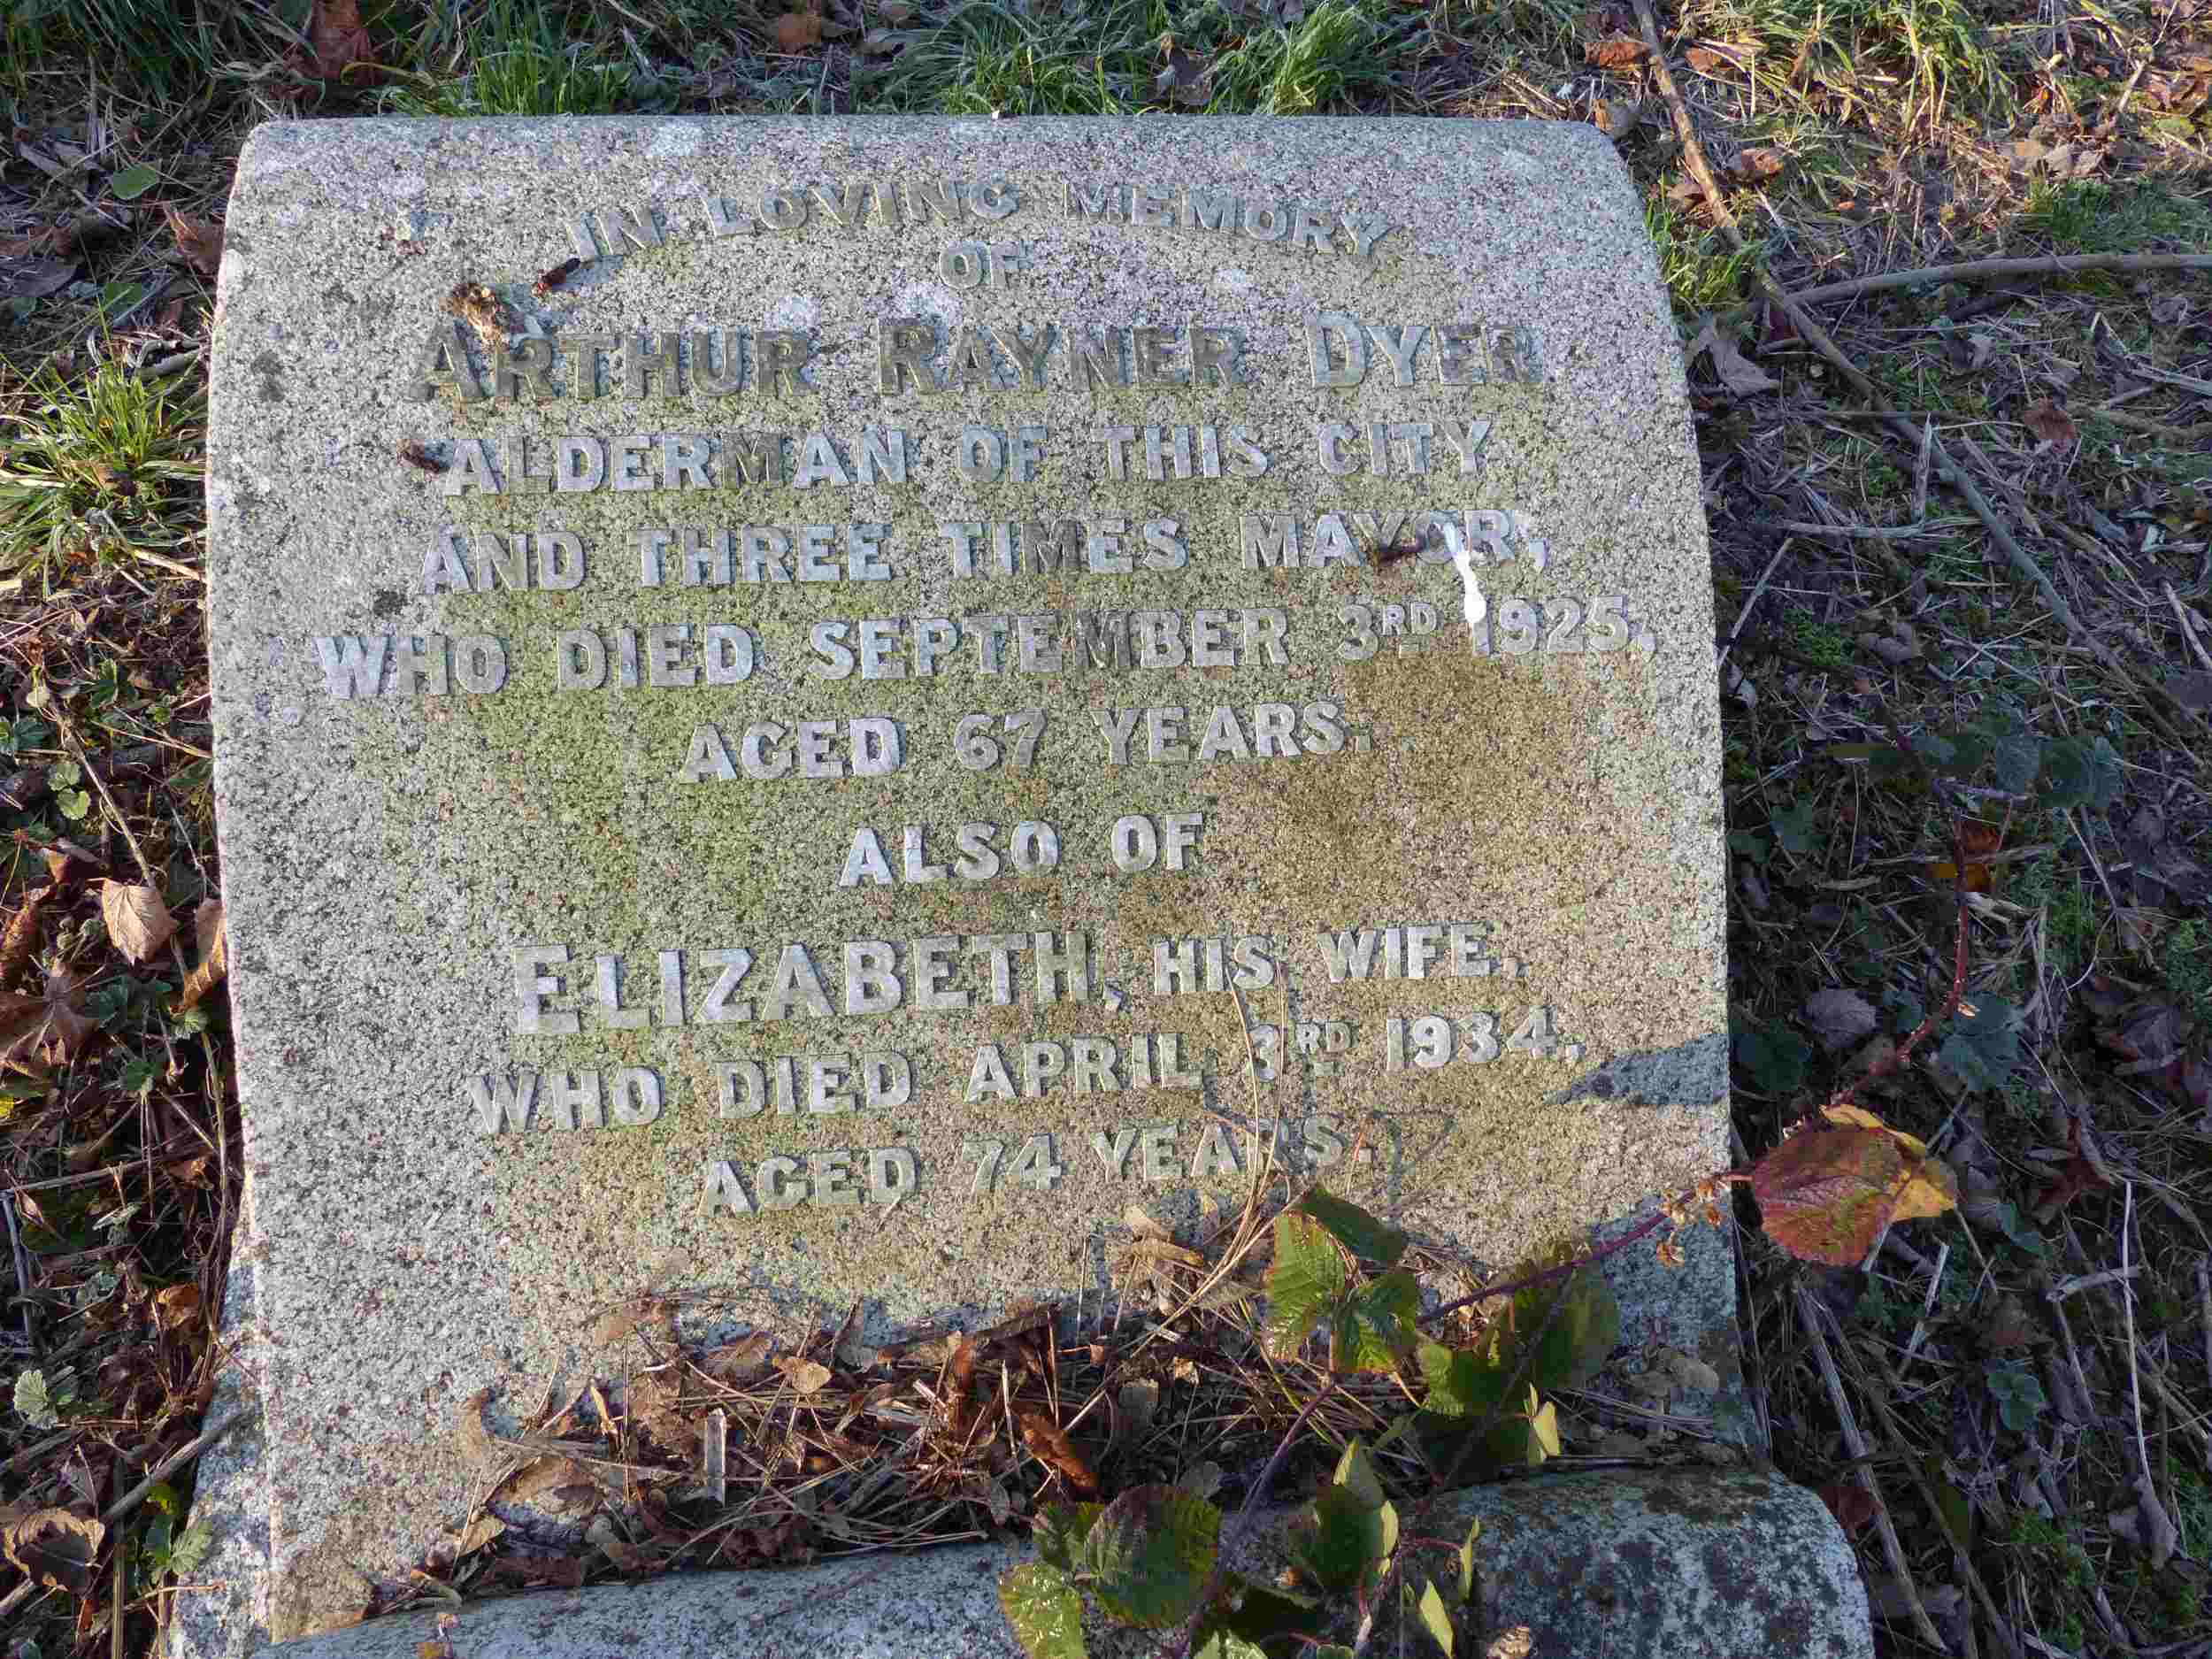 IN LOVING MEMORY
OF
ARTHUR RAYNER DYER
ALDERMAN OF THIS CITY
AND THREE TIMES MAYOR,
WHO DIED SEPTEMBER 3RD 1925,
AGED 67 YEARS.
ALSO OF
ELIZABETH, HIS WIFE,
WHO DIED APRIL 3RD 1934,
AGED 74 YEARS.